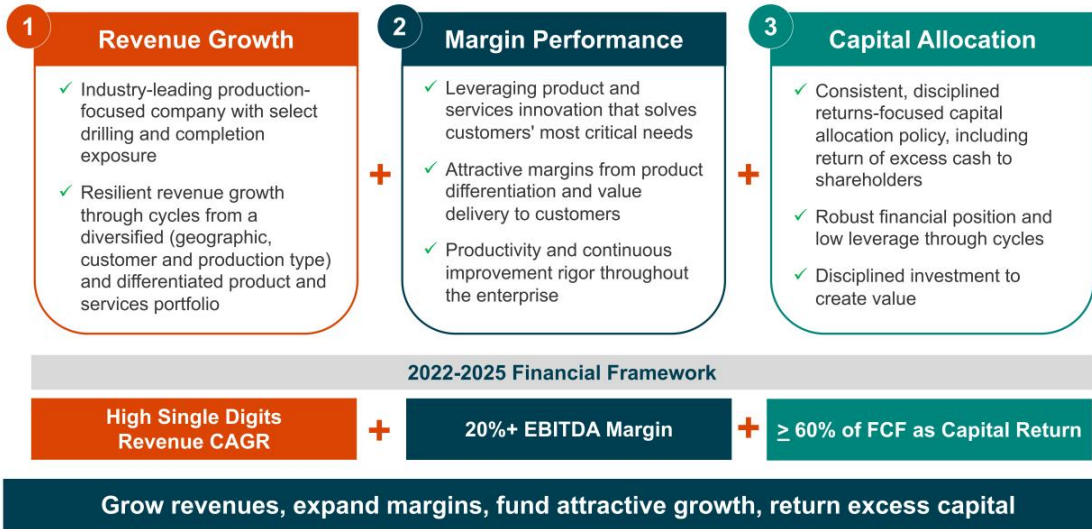 1
Revenue Growth
✓ Industry-leading production-
focused company with select
drilling and completion
exposure
✓ Resilient revenue growth
through cycles from a
diversified (geographic,
customer and production type)
and differentiated product and
services portfolio
+
2
Margin Performance
✓ Leveraging product and
services innovation that solves
customers' most critical needs
✓ Attractive margins from product
differentiation and value
delivery to customers
✓ Productivity and continuous
improvement rigor throughout
the enterprise
+
3
Capital Allocation
✓ Consistent, disciplined
returns-focused capital
allocation policy, including
return of excess cash to
shareholders
✓ Robust financial position and
low leverage through cycles
✓ Disciplined investment to
create value
2022-2025 Financial Framework
High Single Digits
Revenue CAGR
+
20%+ EBITDA Margin
+
≥ 60% of FCF as Capital Return
Grow revenues, expand margins, fund attractive growth, return excess capital